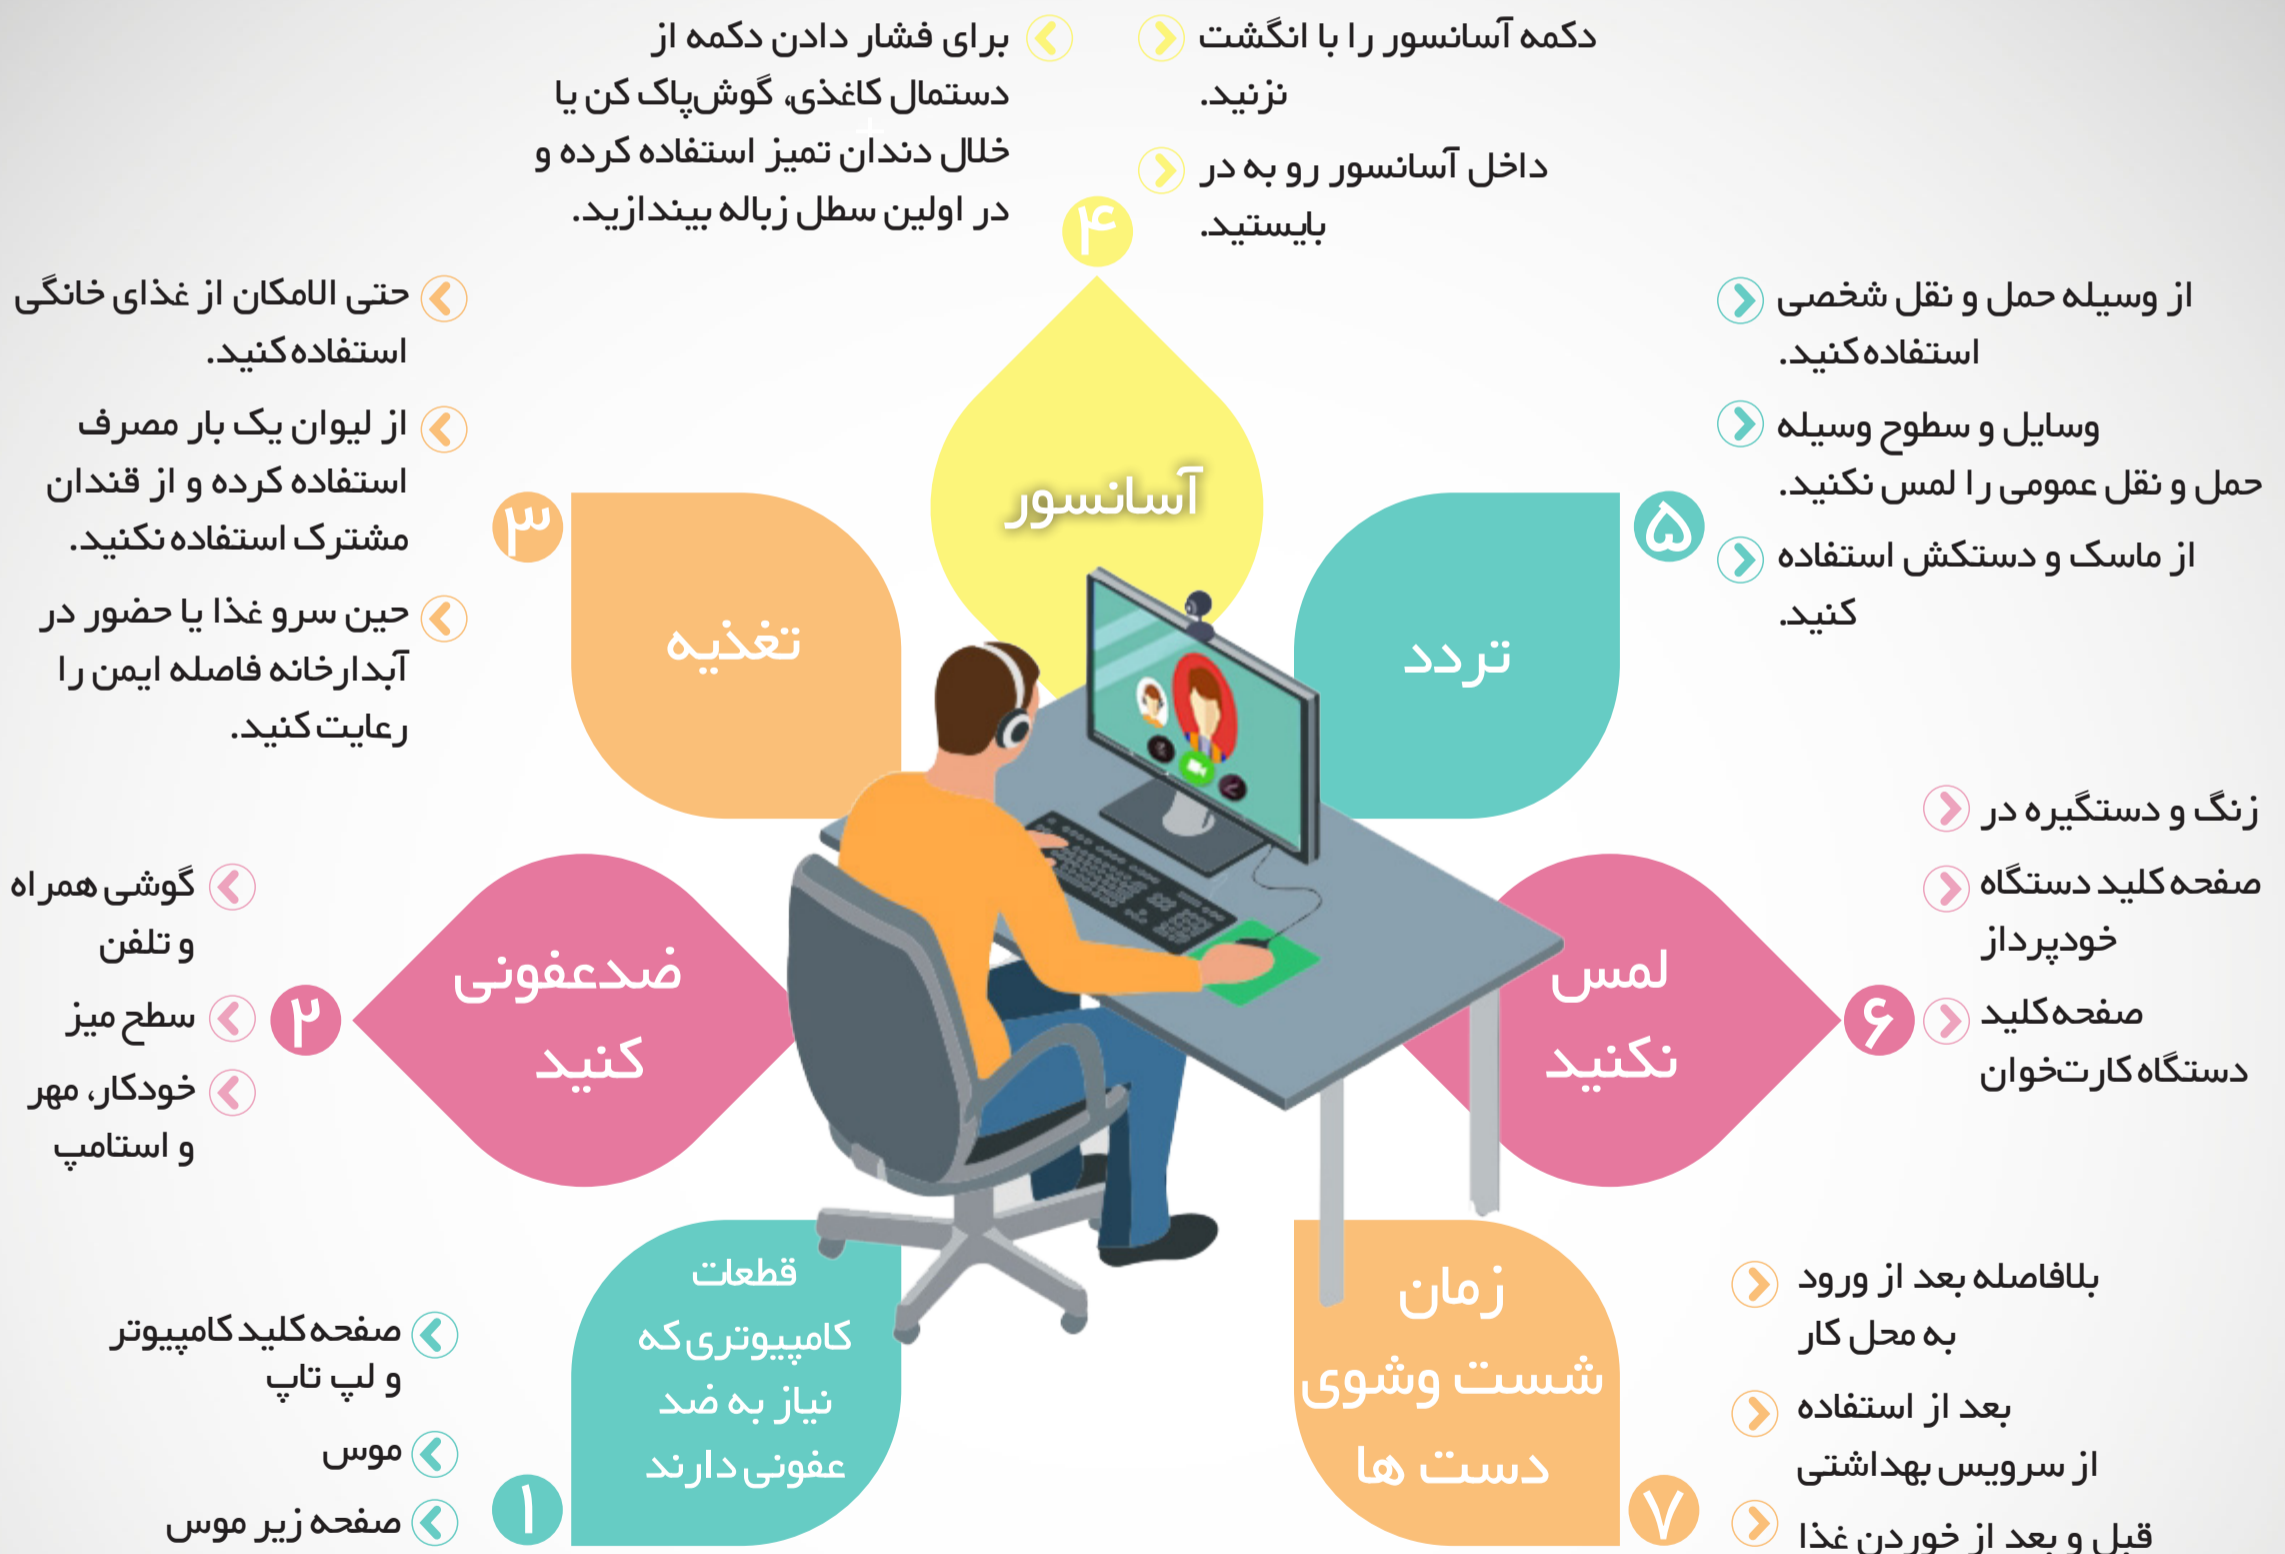 ۱
قطعات
کامپیوتری که
نیاز به ضد
عفونی دارند
صفحه کلید کامپیوتر
و لپ تاپ
موس
صفحه زیر موس
۲
ضدعفونی
کنید
گوشی همراه
و تلفن
سطح میز
خودکار، مهر
و استامپ
۳
تغذیه
حتی الامکان از غذای خانگی
استفاده کنید.
از لیوان یک بار مصرف
استفاده کرده و از قندان
مشترک استفاده نکنید.
حین سرو غذا یا حضور در
آبدارخانه فاصله ایمن را
رعایت کنید.
۴
آسانسور
دکمه آسانسور را با انگشت
نزنید.
داخل آسانسور رو به در
بایستید.
برای فشار دادن دکمه از
دستمال کاغذی، گوش‌پاک کن یا
خلال دندان تمیز استفاده کرده و
در اولین سطل زباله بیندازید.
۵
تردد
از وسیله حمل و نقل شخصی
استفاده کنید.
وسایل و سطوح وسیله
حمل و نقل عمومی را لمس نکنید.
از ماسک و دستکش استفاده
کنید.
۶
لمس
نکنید
زنگ و دستگیره در
صفحه کلید دستگاه
خودپرداز
صفحه کلید
دستگاه کارت‌خوان
۷
زمان
شست وشوی
دست ها
بلافاصله بعد از ورود
به محل کار
بعد از استفاده
از سرویس بهداشتی
قبل و بعد از خوردن غذا